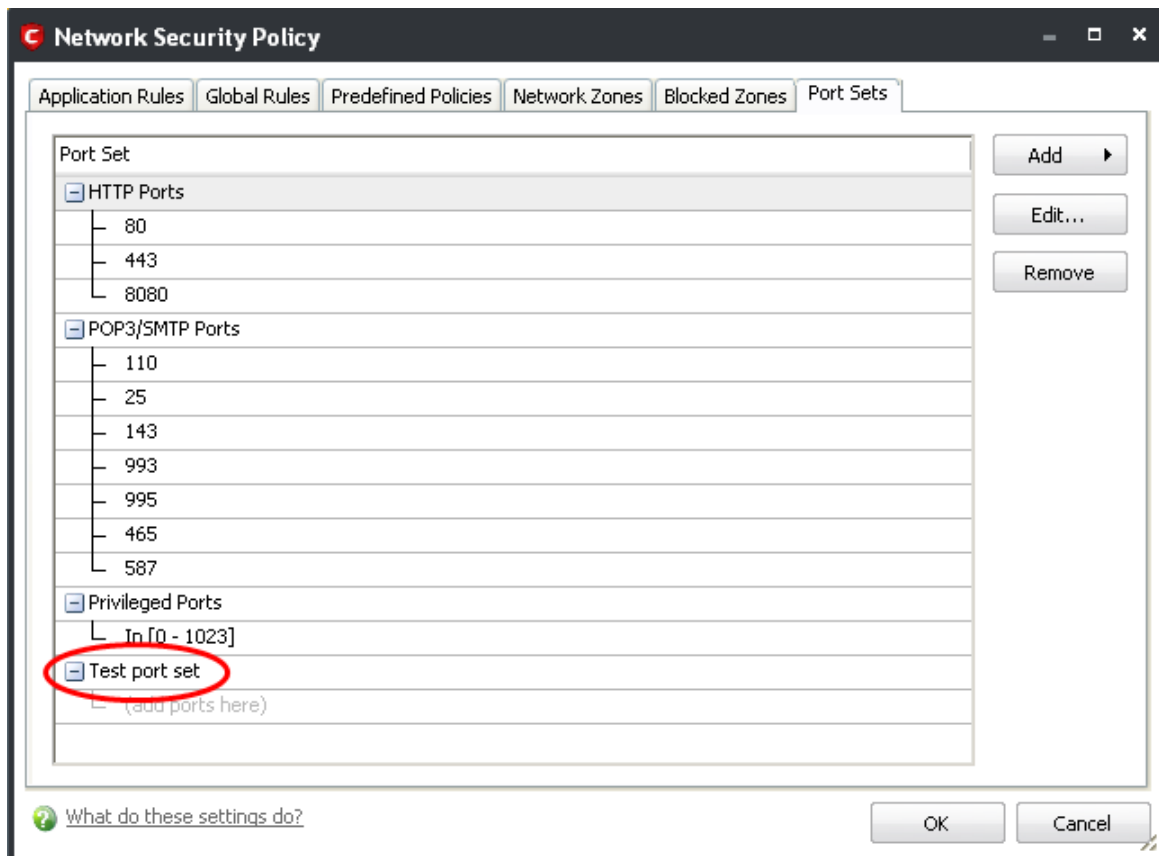 Network Security Policy
Application Rules Global Rules Predefined Policies Network Zones Blocked Zones Port Sets
Port Set
HTTP Ports
80
443
8080
POP3/SMTP Ports
110
25
143
993
995
465
587
Privileged Ports
In [0 - 1023]
Test port set
(add ports here)
Add
Edit...
Remove
What do these settings do?
OK
Cancel